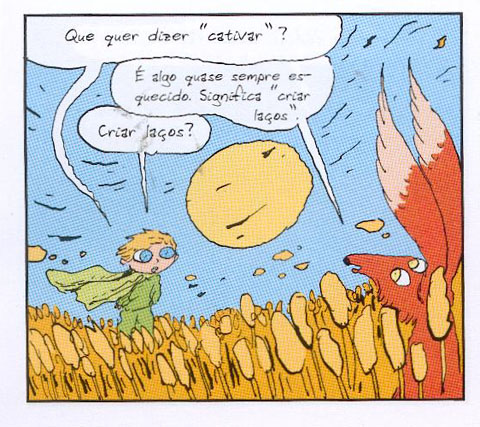 Que quer dizer "cativar"?
É algo quase sempre es-
quecido. Significa "criar
laços".
Criar laços?